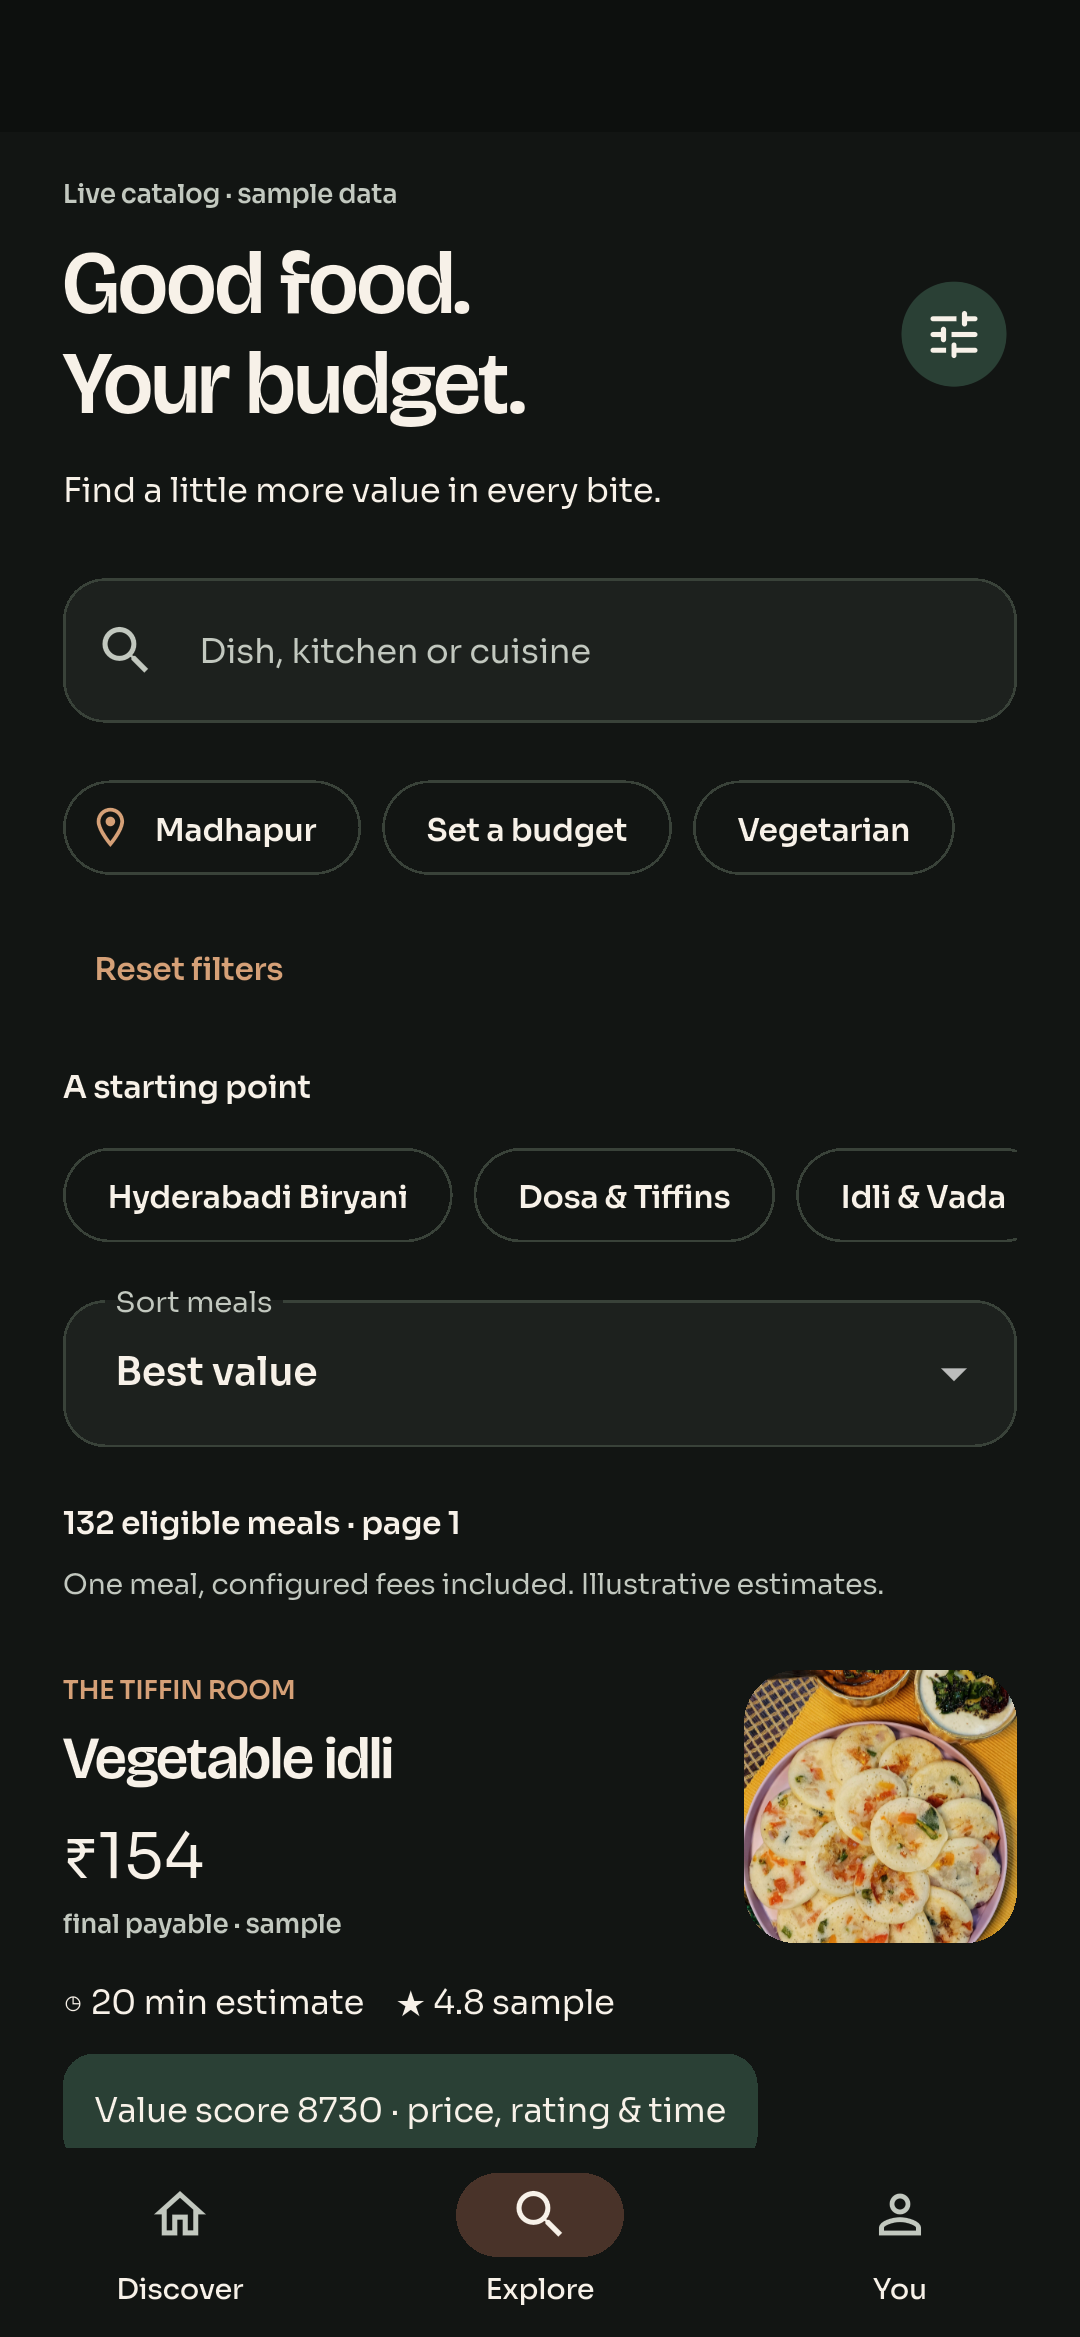 Live catalog · sample data
Good food.
Your budget.
Find a little more value in every bite.
Dish, kitchen or cuisine
Madhapur
Set a budget
Vegetarian
Reset filters
A starting point
Hyderabadi Biryani
Dosa & Tiffins
Idli & Vada
Sort meals
Best value
132 eligible meals · page 1
One meal, configured fees included. Illustrative estimates.
THE TIFFIN ROOM
Vegetable idli
₹154
final payable · sample
20 min estimate ★ 4.8 sample
Value score 8730 · price, rating & time
Discover
Explore
You